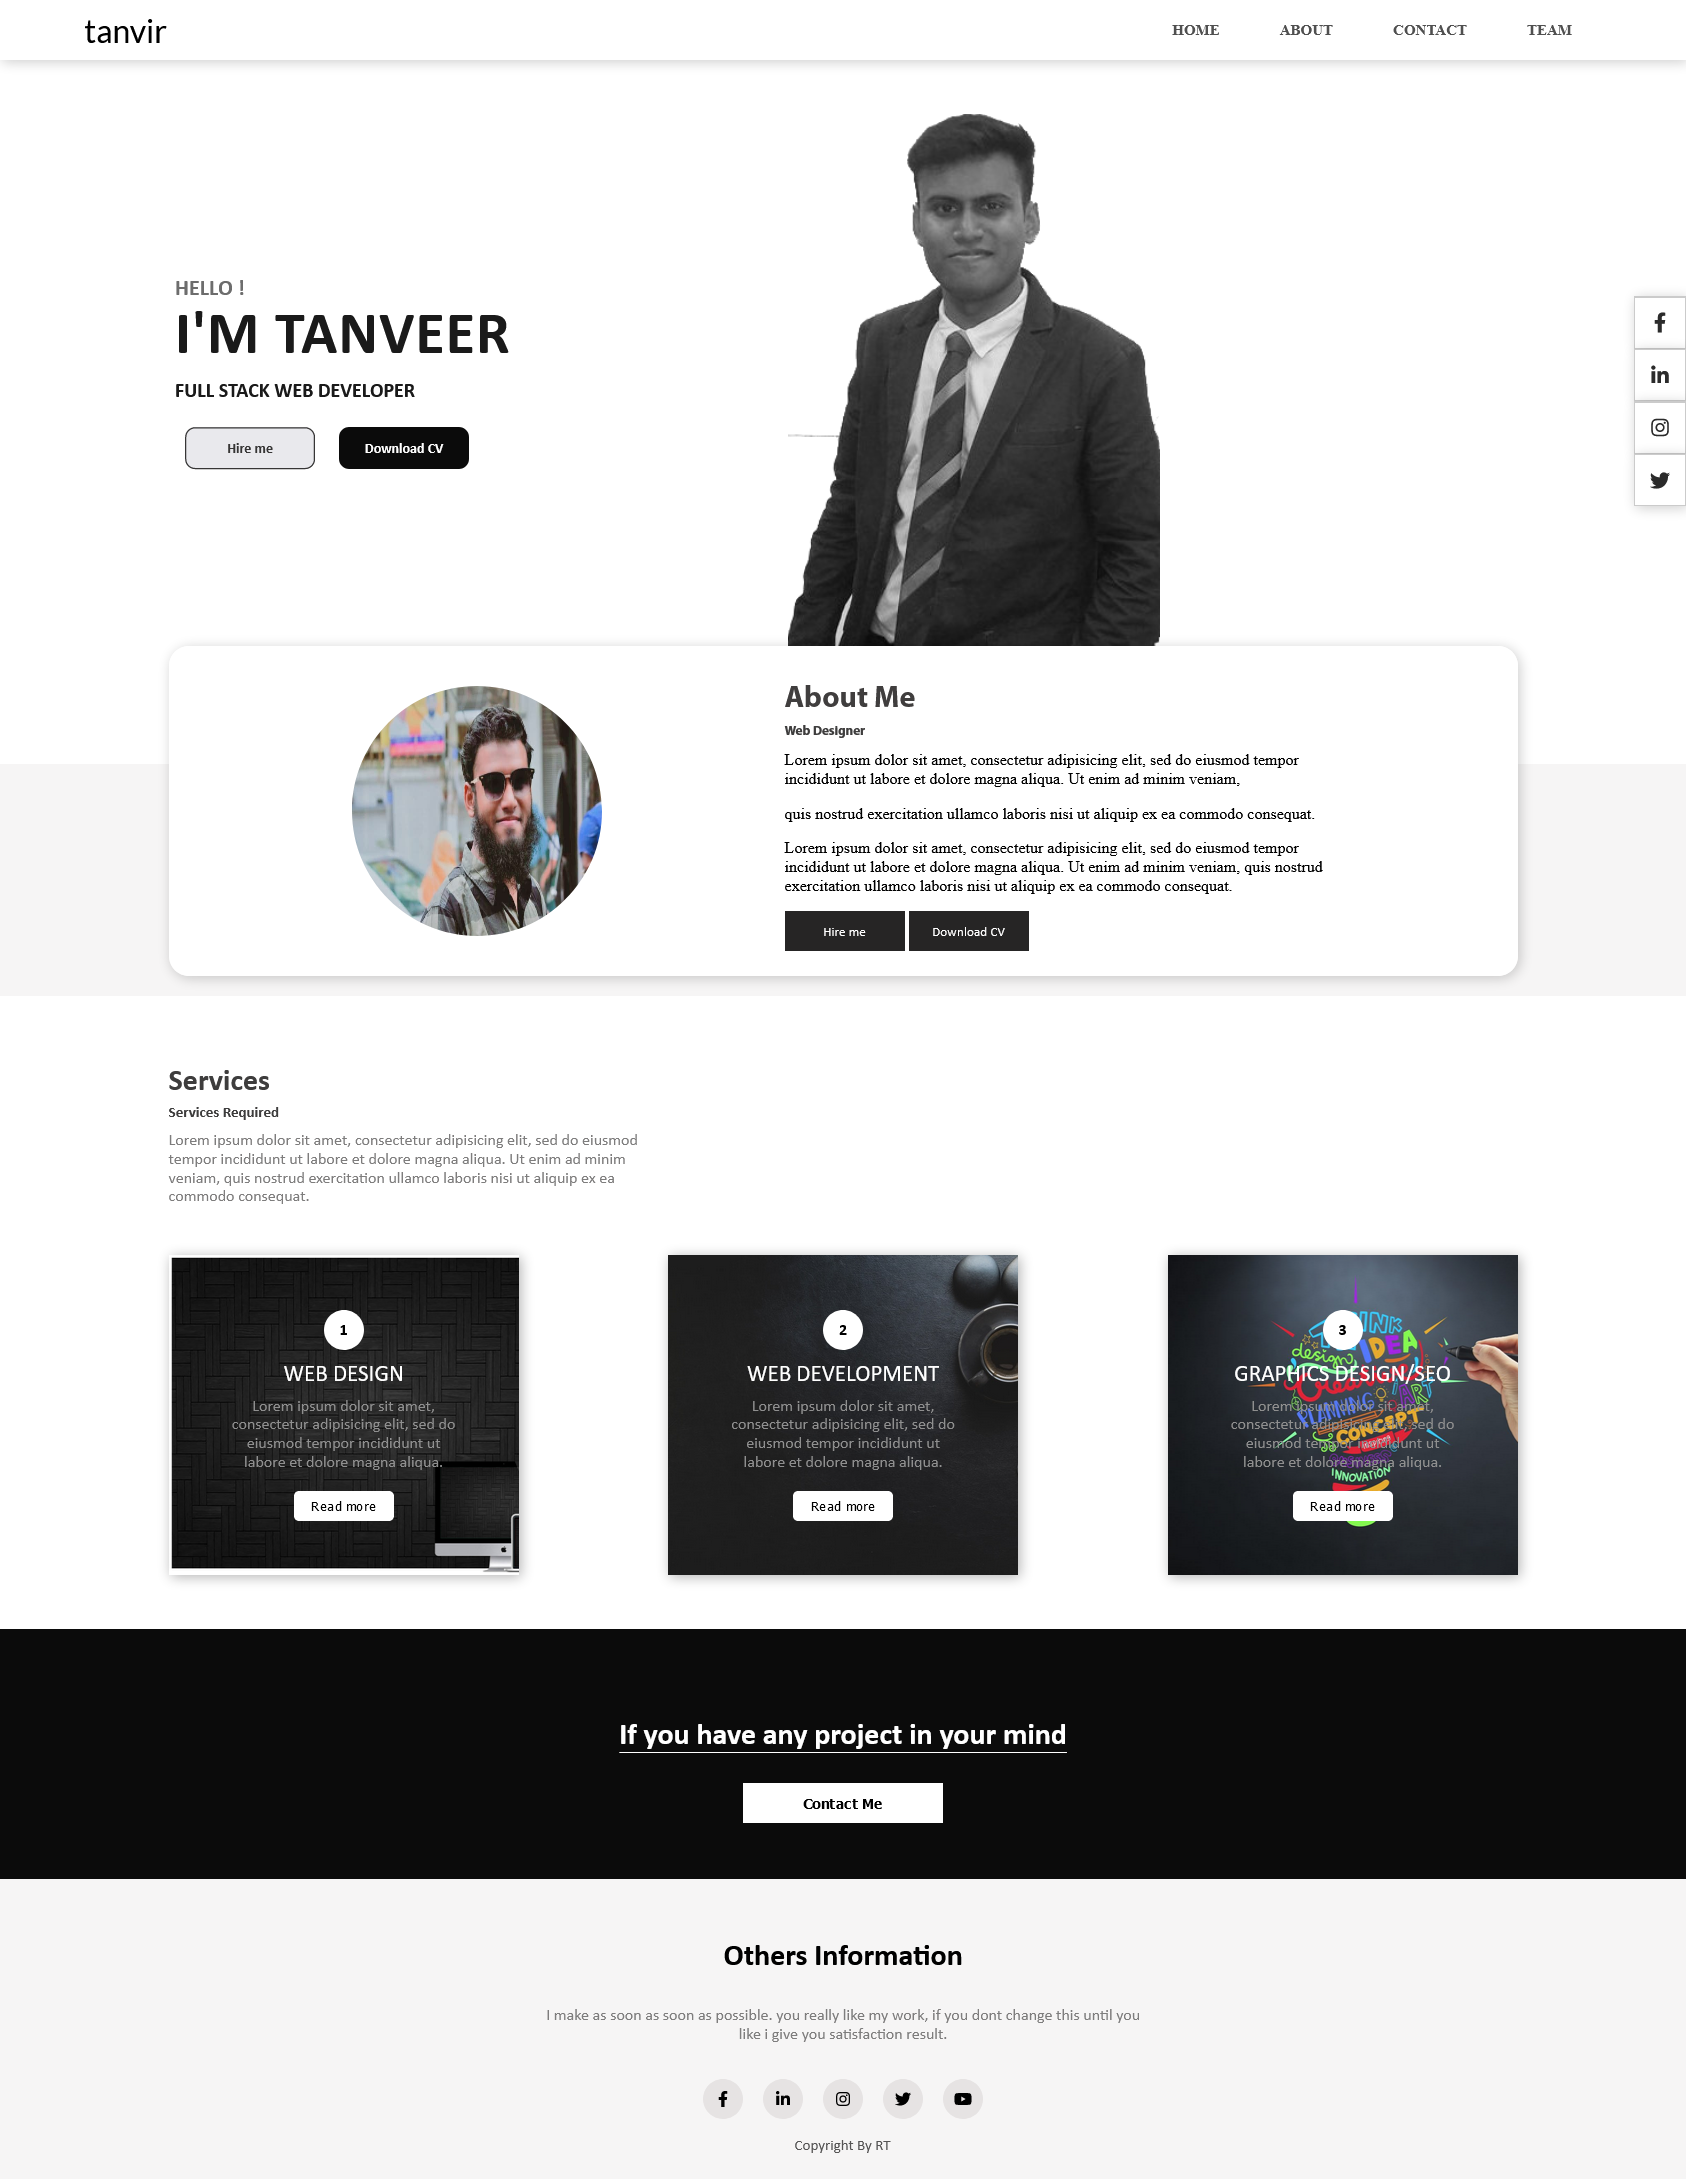 tanvir
HOME
ABOUT
CONTACT
TEAM
HELLO !
I'M TANVEER
FULL STACK WEB DEVELOPER
Hire me
Download CV
About Me
Web Designer
Lorem ipsum dolor sit amet, consectetur adipisicing elit, sed do eiusmod tempor
incididunt ut labore et dolore magna aliqua. Ut enim ad minim veniam,
quis nostrud exercitation ullamco laboris nisi ut aliquip ex ea commodo consequat.
Lorem ipsum dolor sit amet, consectetur adipisicing elit, sed do eiusmod tempor
incididunt ut labore et dolore magna aliqua. Ut enim ad minim veniam, quis nostrud
exercitation ullamco laboris nisi ut aliquip ex ea commodo consequat.
Hire me
Download CV
Services
Services Required
Lorem ipsum dolor sit amet, consectetur adipisicing elit, sed do eiusmod
tempor incididunt ut labore et dolore magna aliqua. Ut enim ad minim
veniam, quis nostrud exercitation ullamco laboris nisi ut aliquip ex ea
commodo consequat.
1
WEB DESIGN
Lorem ipsum dolor sit amet,
consectetur adipisicing elit, sed do
eiusmod tempor incididunt ut
labore et dolore magna aliqua.
Read more
2
WEB DEVELOPMENT
Lorem ipsum dolor sit amet,
consectetur adipisicing elit, sed do
eiusmod tempor incididunt ut
labore et dolore magna aliqua.
Read more
3
IDEA
design
GRAPHICS DESIGN/SEO
Creative
PLANNING
ART
Lorem ipsum dolor sit amet,
consectetur adipisicing elit, sed do
CONCEPT
eiusmod tempor incididunt ut
labore et dolore magna aliqua.
INNOVATION
Read more
If you have any project in your mind
Contact Me
Others Information
I make as soon as soon as possible. you really like my work, if you dont change this until you
like i give you satisfaction result.
Copyright By RT